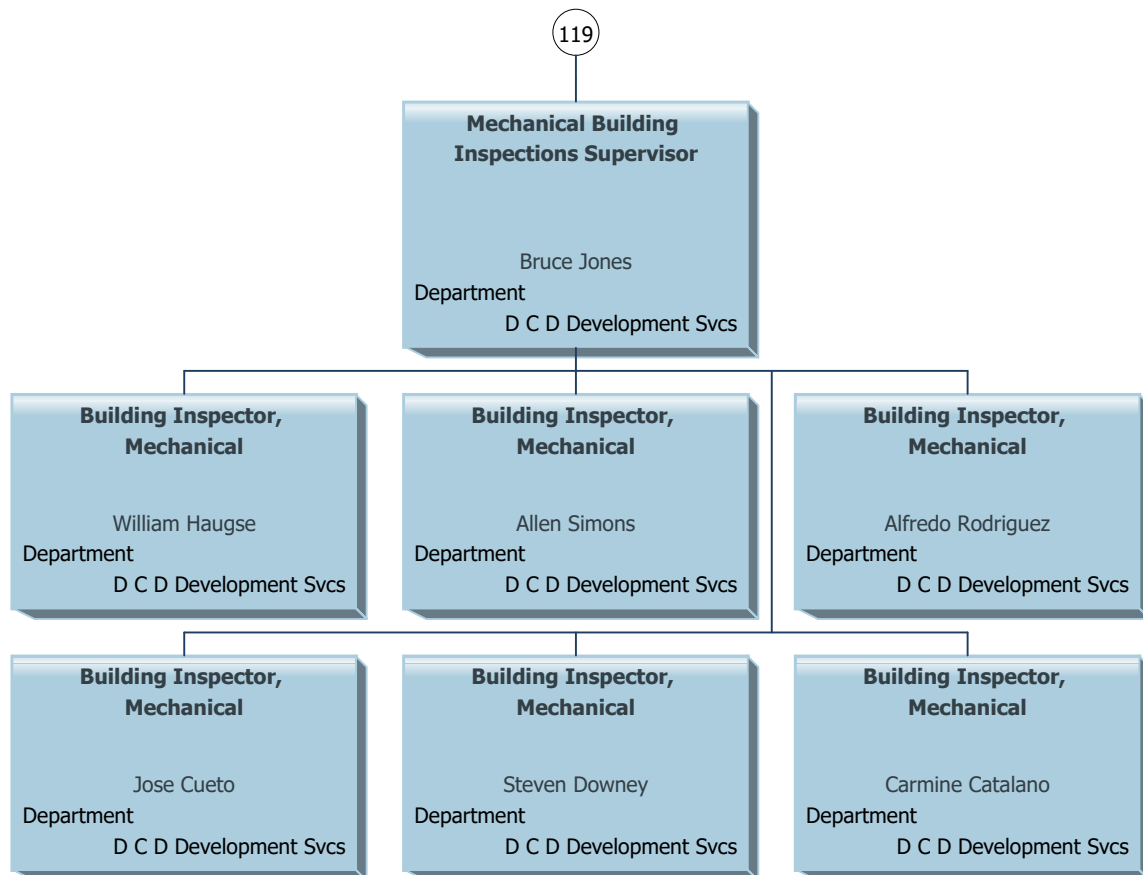 119
Mechanical Building
Inspections Supervisor
Bruce Jones
Department
D C D Development Svcs
Building Inspector,
Mechanical
William Haugse
Department
D C D Development Svcs
Building Inspector,
Mechanical
Allen Simons
Department
D C D Development Svcs
Building Inspector,
Mechanical
Alfredo Rodriguez
Department
D C D Development Svcs
Building Inspector,
Mechanical
Jose Cueto
Department
D C D Development Svcs
Building Inspector,
Mechanical
Steven Downey
Department
D C D Development Svcs
Building Inspector,
Mechanical
Carmine Catalano
Department
D C D Development Svcs